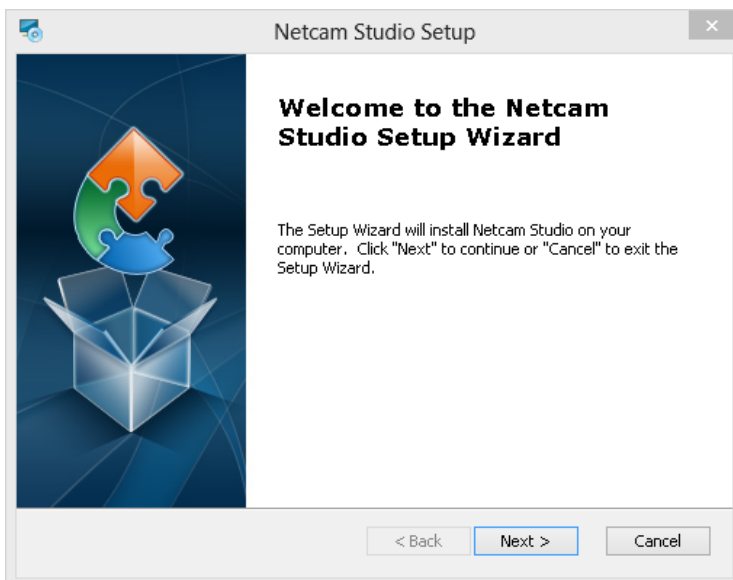 Netcam Studio Setup
Welcome to the Netcam
Studio Setup Wizard
The Setup Wizard will install Netcam Studio on your
computer. Click "Next" to continue or "Cancel" to exit the
Setup Wizard.
< Back Next > Cancel